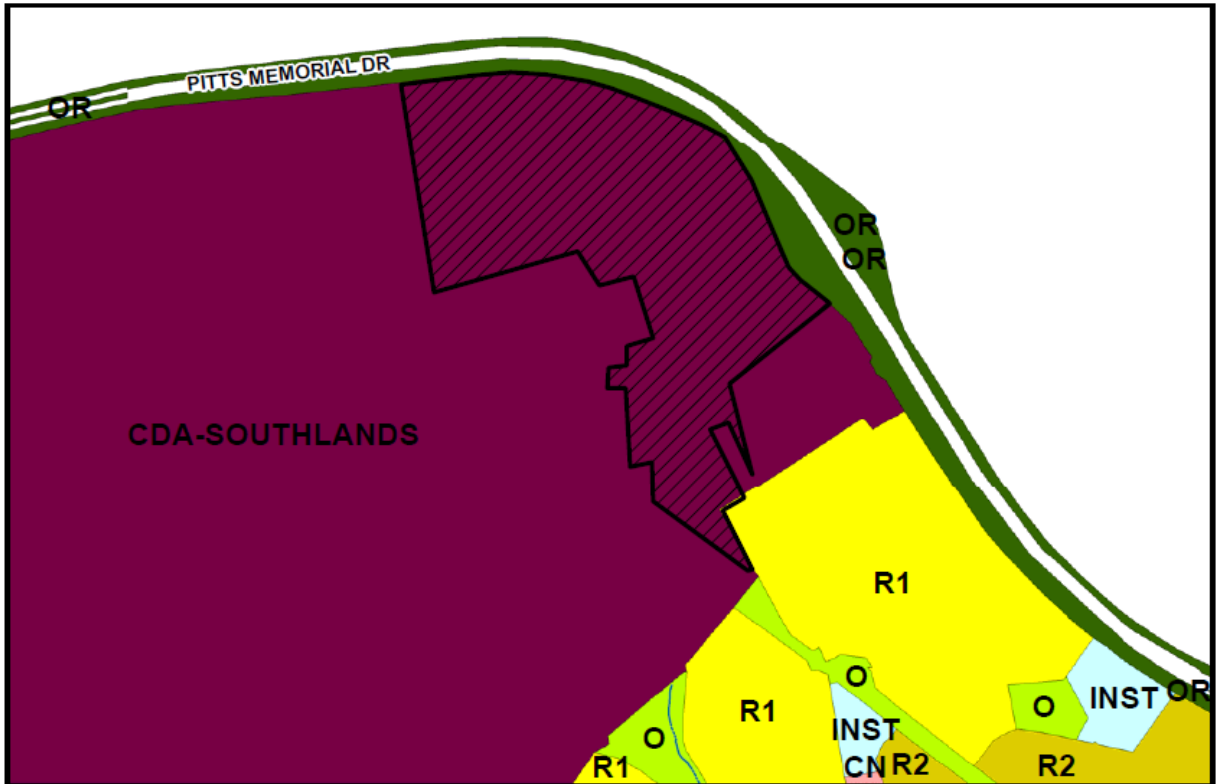 PITTS MEMORIAL DR
OR
OR
OR
CDA-SOUTHLANDS
R1
O
INST
OR
O
R1
O
INST
R1
CN
R2
R2